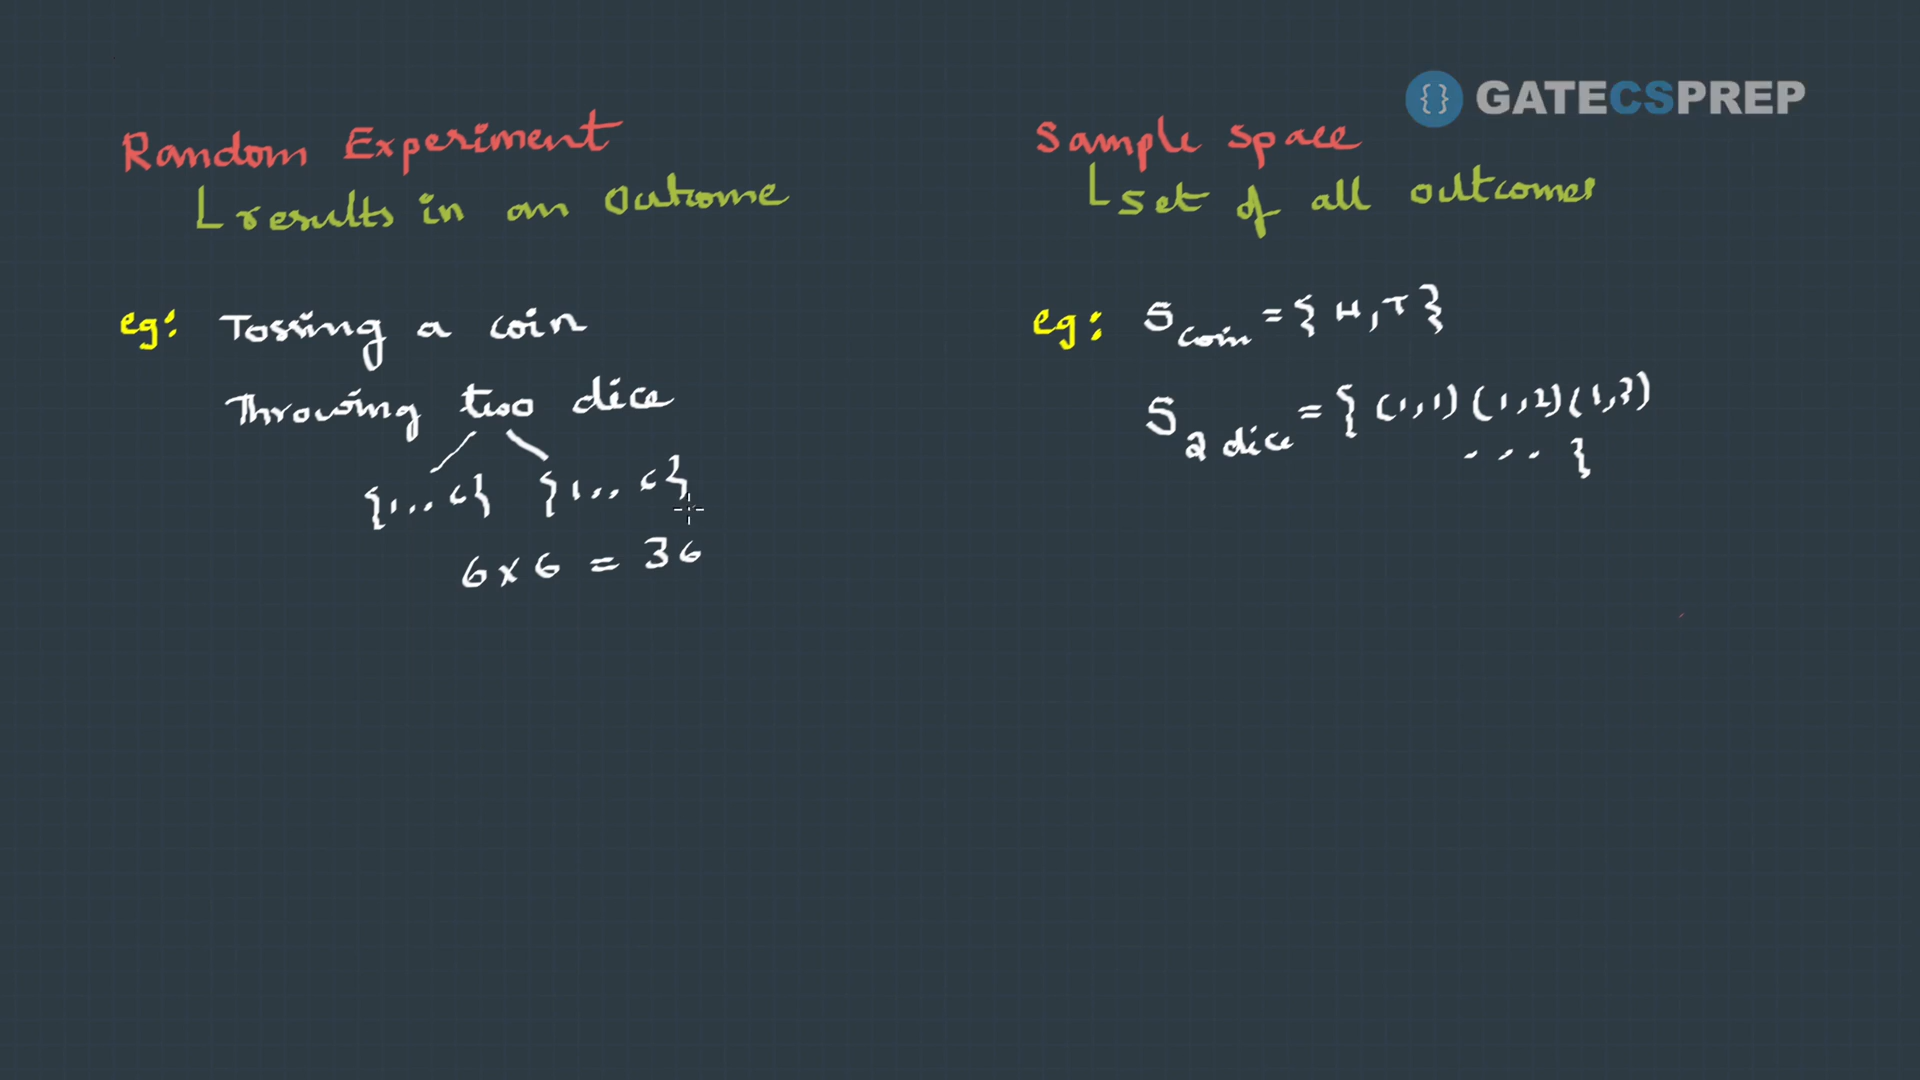 GATECSPREP
Random Experiment
results in an outcome
eg: Tossing a coin
Throwing two dice
{1... 6} {1... 6}
6 x 6 = 36
Sample space
set of all outcomes
eg: S coin = { H, T }
S 2 dice = { (1,1) (1,2) (1,3)
... }